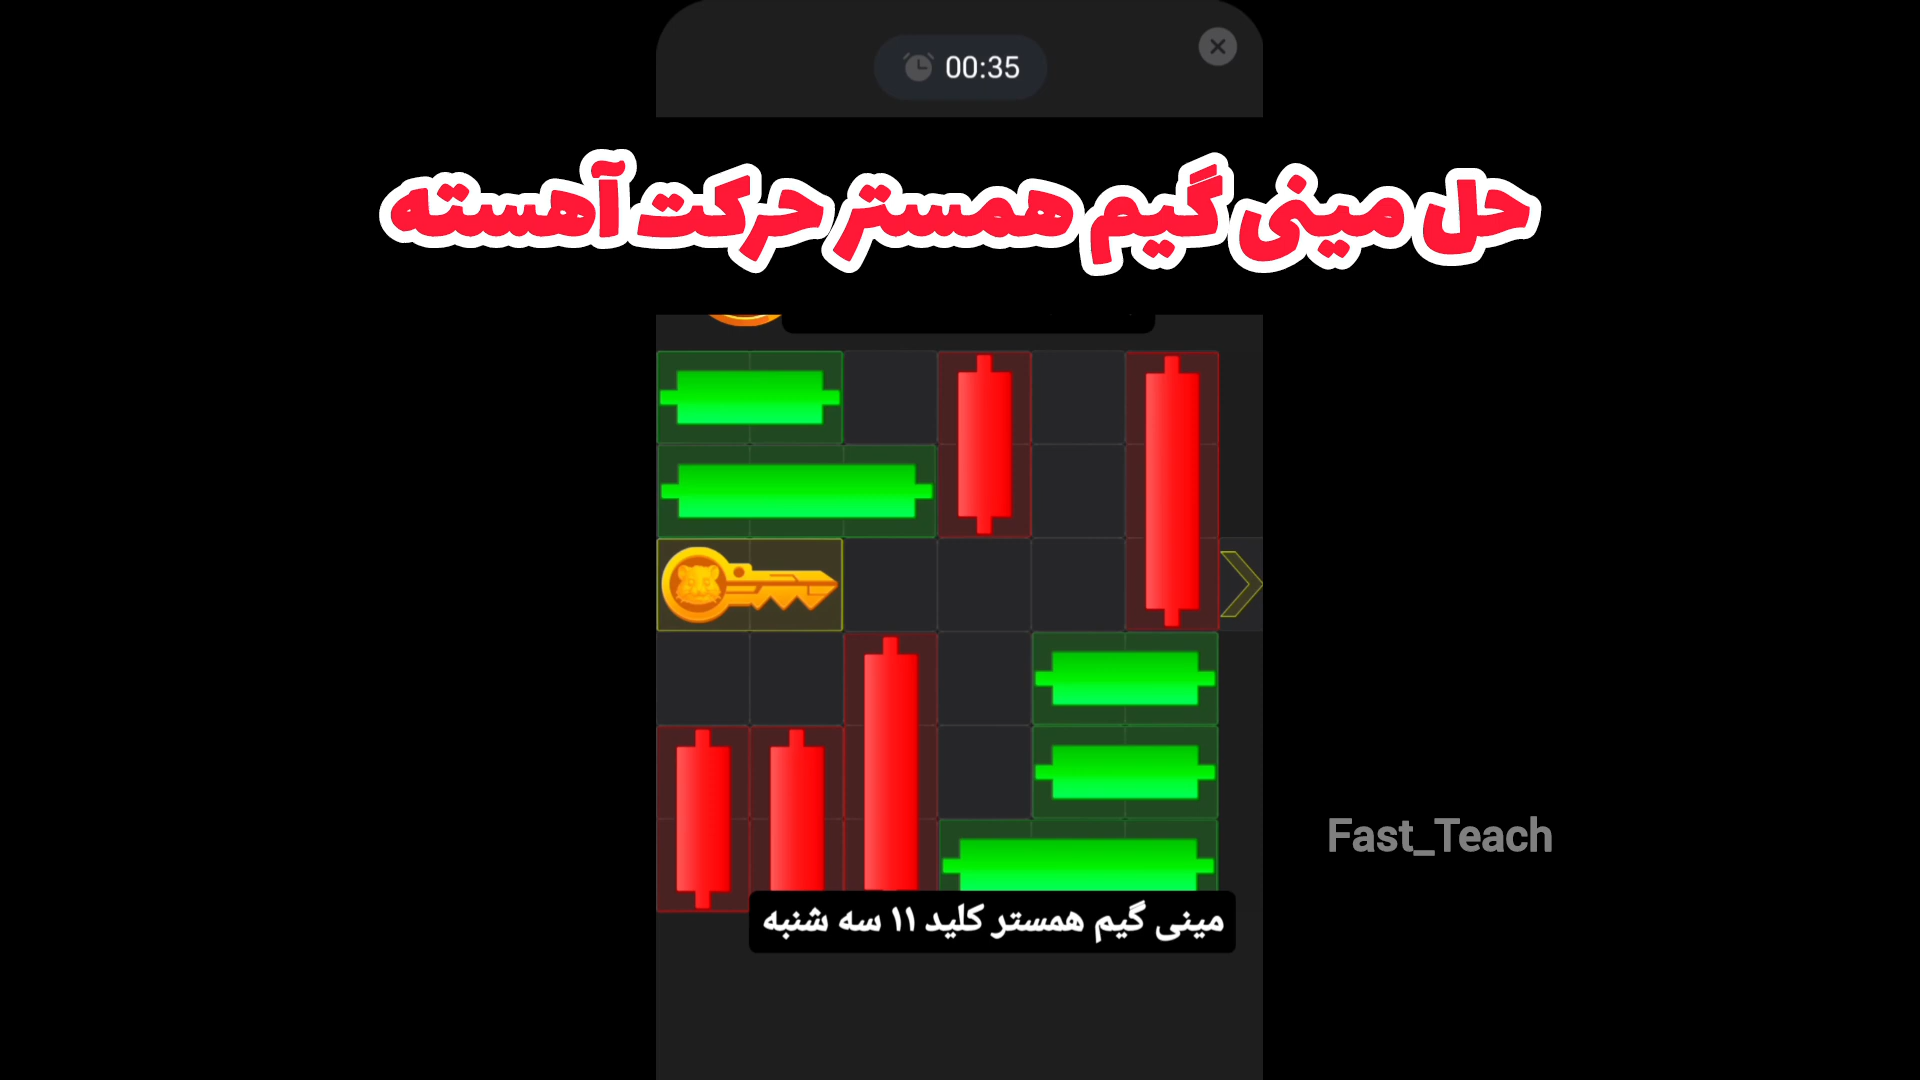 00:35
حل مینی گیم همستر حرکت آهسته
Fast_Teach
مینی گیم همستر کلید ۱۱ سه شنبه